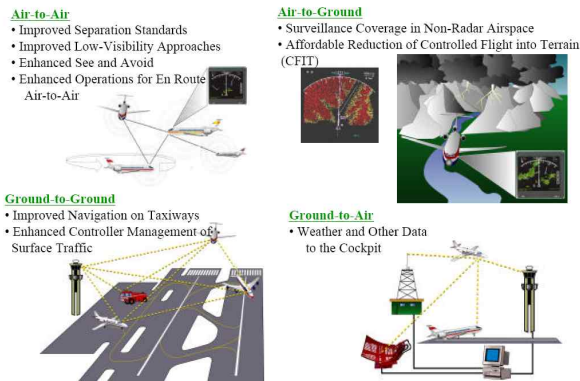 Air-to-Air
• Improved Separation Standards
• Improved Low-Visibility Approaches
• Enhanced See and Avoid
• Enhanced Operations for En Route
Air-to-Air
Air-to-Ground
• Surveillance Coverage in Non-Radar Airspace
• Affordable Reduction of Controlled Flight into Terrain
(CFIT)
Ground-to-Ground
• Improved Navigation on Taxiways
• Enhanced Controller Management of
Surface Traffic
Ground-to-Air
• Weather and Other Data
to the Cockpit